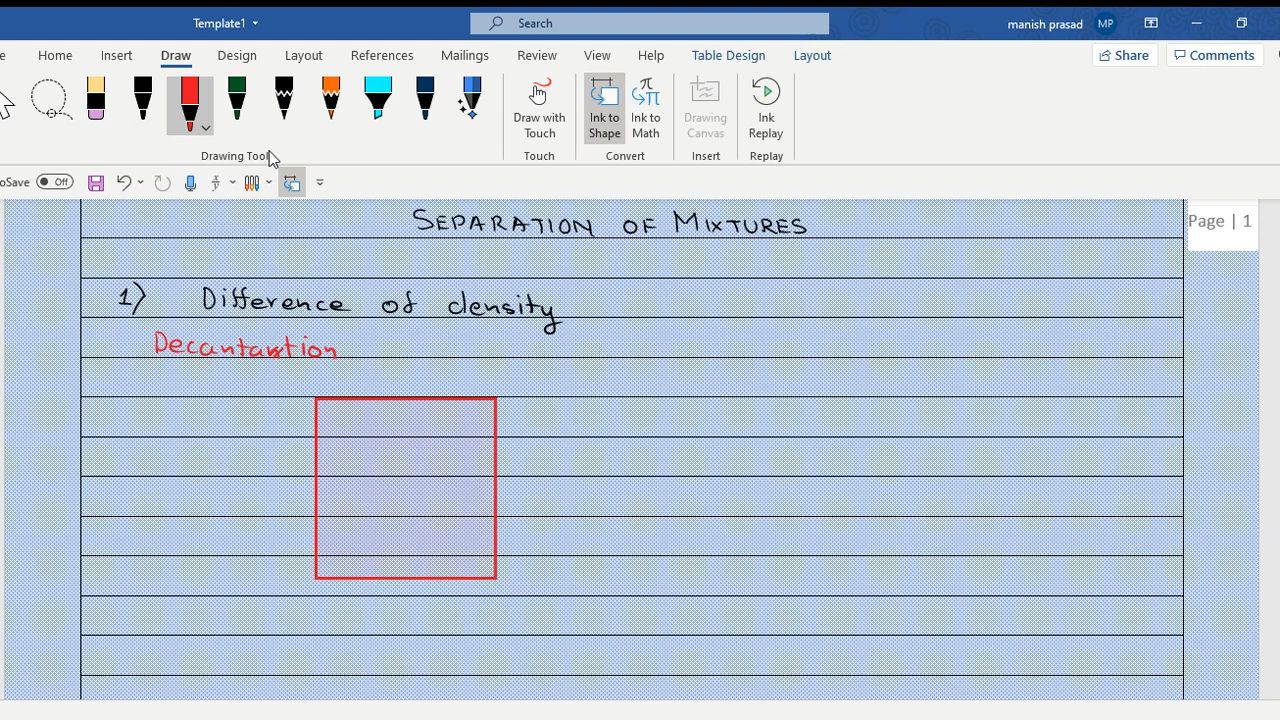 Template1
Search
manish prasad MP
Home Insert Draw Design Layout References Mailings Review View Help Table Design Layout Share Comments
Draw with Touch
Ink to Shape
Ink to Math
Drawing Canvas
Ink Replay
Drawing Tool
Touch
Convert
Insert
Replay
oSave Off
SEPARATION OF MIXTURES
Page | 1
1) Difference of density